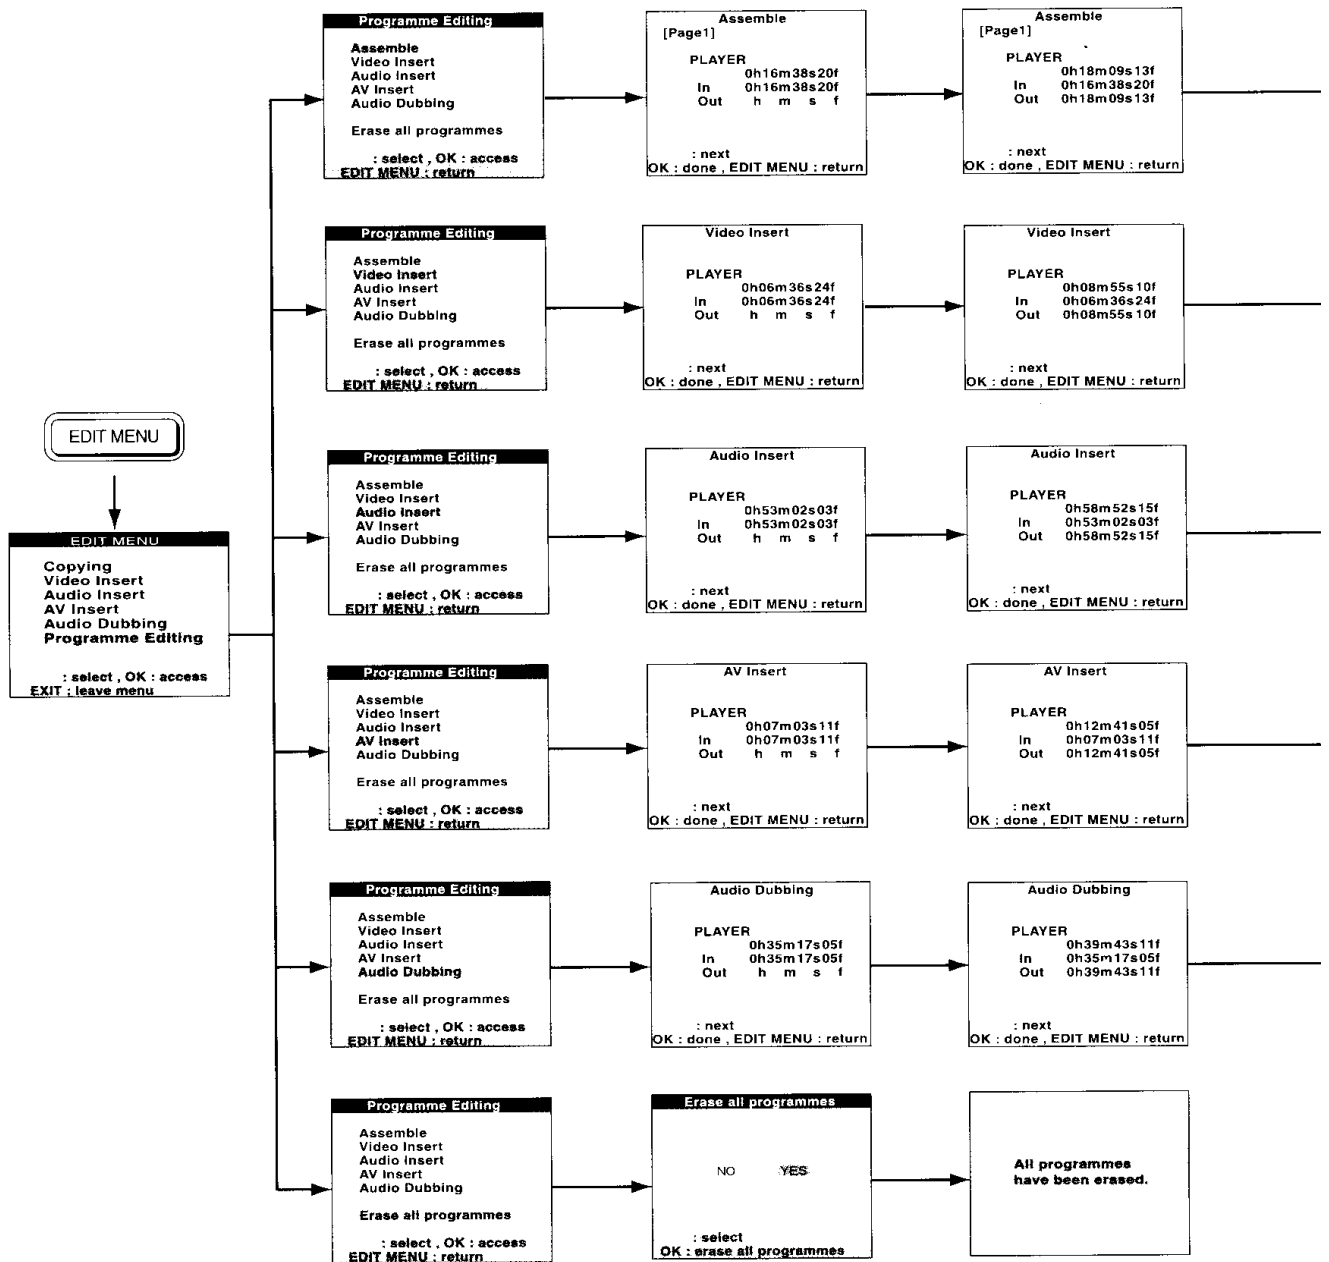 EDIT MENU
EDIT MENU
Copying
Video Insert
Audio Insert
AV Insert
Audio Dubbing
Programme Editing
: select , OK : access
EXIT : leave menu
Programme Editing
Assemble
Video Insert
Audio Insert
AV Insert
Audio Dubbing
Erase all programmes
: select , OK : access
EDIT MENU : return
Assemble
[Page1]
PLAYER
0h16m38s20f
In 0h16m38s20f
Out h m s f
: next
OK : done , EDIT MENU : return
Assemble
[Page1]
PLAYER
0h18m09s13f
In 0h16m38s20f
Out 0h18m09s13f
: next
OK : done , EDIT MENU : return
Programme Editing
Assemble
Video Insert
Audio Insert
AV Insert
Audio Dubbing
Erase all programmes
: select , OK : access
EDIT MENU : return
Video Insert
PLAYER
0h06m36s24f
In 0h06m36s24f
Out h m s f
: next
OK : done , EDIT MENU : return
Video Insert
PLAYER
0h08m55s10f
In 0h06m36s24f
Out 0h08m55s10f
: next
OK : done , EDIT MENU : return
Programme Editing
Assemble
Video Insert
Audio Insert
AV Insert
Audio Dubbing
Erase all programmes
: select , OK : access
EDIT MENU : return
Audio Insert
PLAYER
0h53m02s03f
In 0h53m02s03f
Out h m s f
: next
OK : done , EDIT MENU : return
Audio Insert
PLAYER
0h58m52s15f
In 0h53m02s03f
Out 0h58m52s15f
: next
OK : done , EDIT MENU : return
Programme Editing
Assemble
Video Insert
Audio Insert
AV Insert
Audio Dubbing
Erase all programmes
: select , OK : access
EDIT MENU : return
AV Insert
PLAYER
0h07m03s11f
In 0h07m03s11f
Out h m s f
: next
OK : done , EDIT MENU : return
AV Insert
PLAYER
0h12m41s05f
In 0h07m03s11f
Out 0h12m41s05f
: next
OK : done , EDIT MENU : return
Programme Editing
Assemble
Video Insert
Audio Insert
AV Insert
Audio Dubbing
Erase all programmes
: select , OK : access
EDIT MENU : return
Audio Dubbing
PLAYER
0h35m17s05f
In 0h35m17s05f
Out h m s f
: next
OK : done , EDIT MENU : return
Audio Dubbing
PLAYER
0h39m43s11f
In 0h35m17s05f
Out 0h39m43s11f
: next
OK : done , EDIT MENU : return
Programme Editing
Assemble
Video Insert
Audio Insert
AV Insert
Audio Dubbing
Erase all programmes
: select , OK : access
EDIT MENU : return
Erase all programmes
NO YES
: select
OK : erase all programmes
All programmes
have been erased.